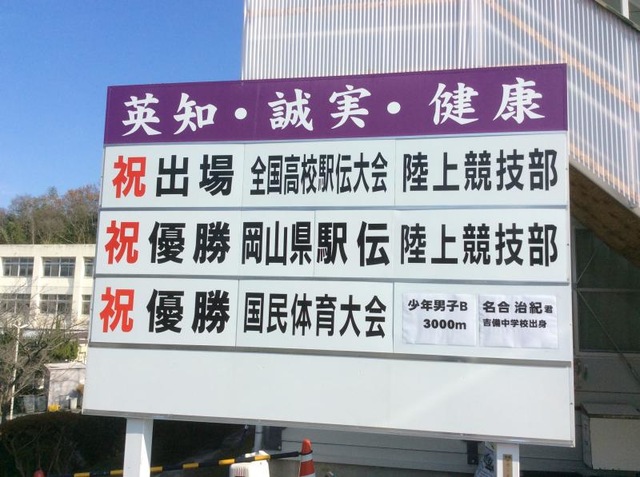 英知・誠実・健康
祝 出場 全国高校駅伝大会 陸上競技部
祝 優勝 岡山県駅伝 陸上競技部
祝 優勝 国民体育大会 少年男子B 名合 治紀君
3000m 吉備中学校出身